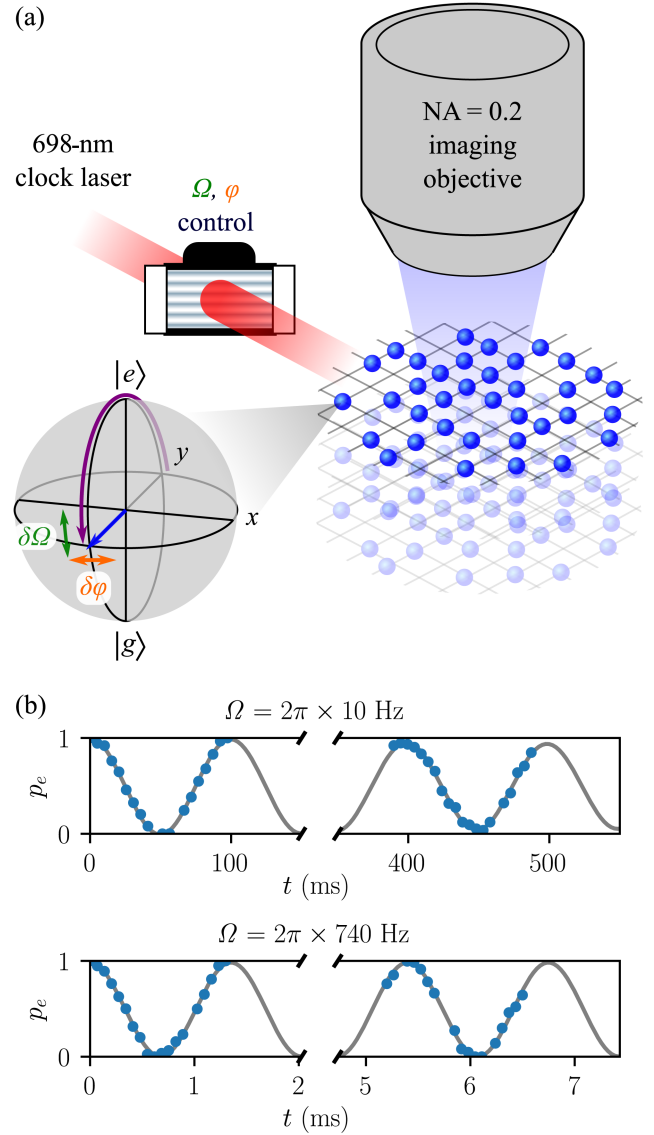 (a)
NA = 0.2
imaging
objective
698-nm
clock laser
Ω, φ
control
|e⟩
y
x
δΩ
δφ
|g⟩
(b)
Ω = 2π × 10 Hz
1
p_e
0
0 100 400 500
t (ms)
Ω = 2π × 740 Hz
1
p_e
0
0 1 2 5 6 7
t (ms)